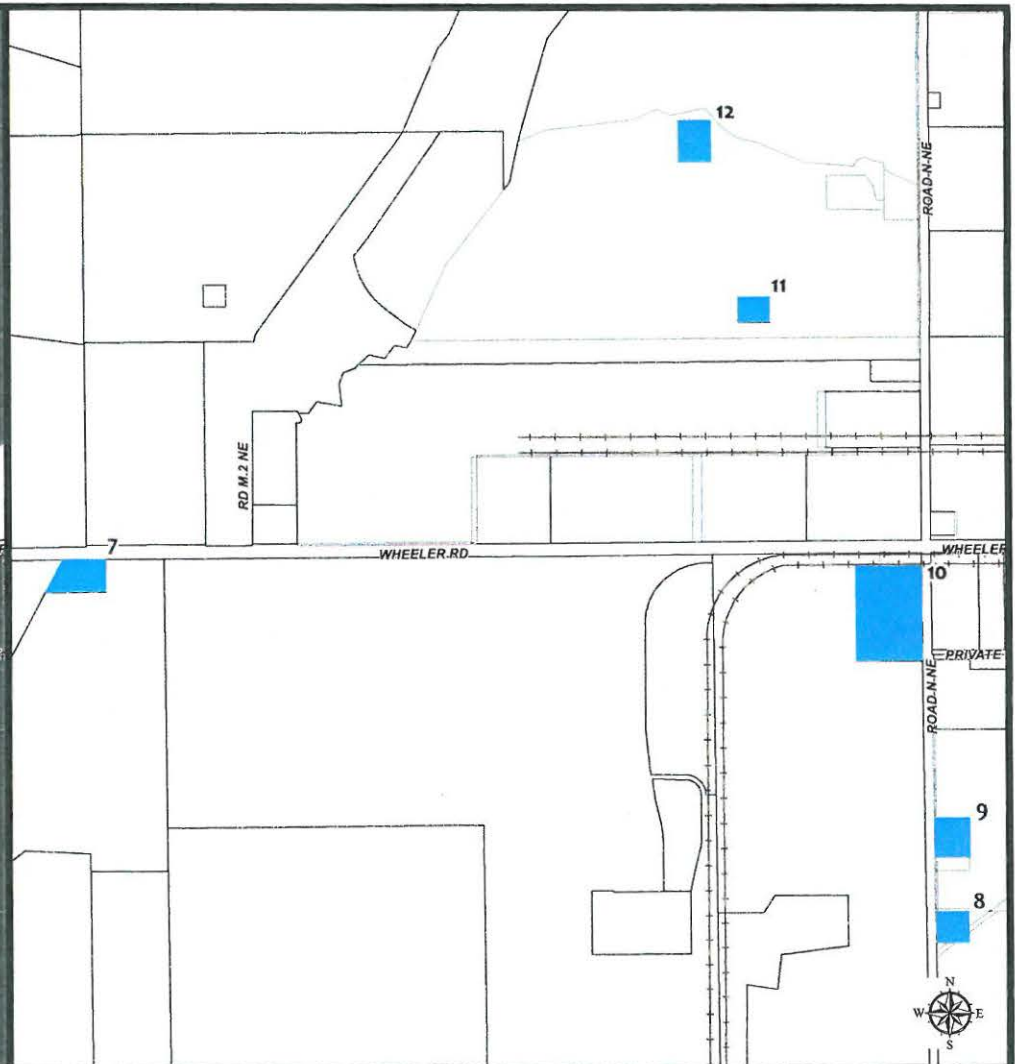 12
ROAD-N-NE
11
RD M.2 NE
7
WHEELER RD
WHEELER
10
PRIVATE
ROAD-N-NE
9
8
N
W E
S